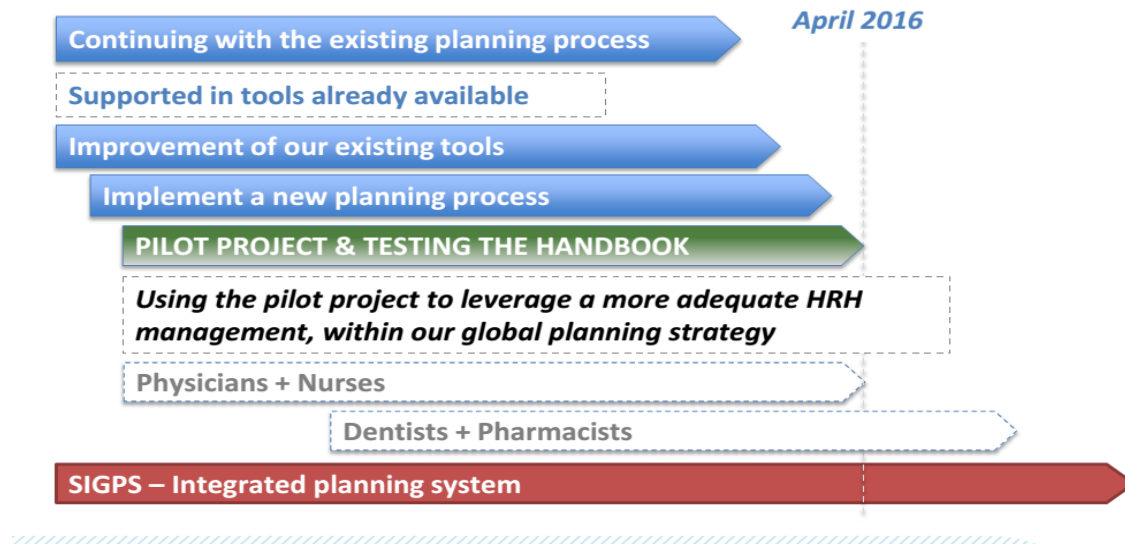 April 2016
Continuing with the existing planning process
Supported in tools already available
Improvement of our existing tools
Implement a new planning process
PILOT PROJECT & TESTING THE HANDBOOK
Using the pilot project to leverage a more adequate HRH
management, within our global planning strategy
Physicians + Nurses
Dentists + Pharmacists
SIGPS – Integrated planning system